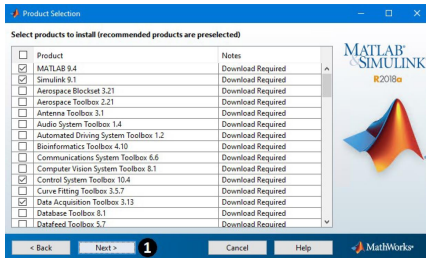 Product Selection
Select products to install (recommended products are preselected)
Product Notes
MATLAB 9.4 Download Required
Simulink 9.1 Download Required
Aerospace Blockset 3.21 Download Required
Aerospace Toolbox 2.21 Download Required
Antenna Toolbox 3.1 Download Required
Audio System Toolbox 1.4 Download Required
Automated Driving System Toolbox 1.2 Download Required
Bioinformatics Toolbox 4.10 Download Required
Communications System Toolbox 6.6 Download Required
Computer Vision System Toolbox 8.1 Download Required
Control System Toolbox 10.4 Download Required
Curve Fitting Toolbox 3.5.7 Download Required
Data Acquisition Toolbox 3.13 Download Required
Database Toolbox 8.1 Download Required
Datafeed Toolbox 5.7 Download Required
MATLAB®
&SIMULINK
R2018a
< Back Next > 1 Cancel Help MathWorks®